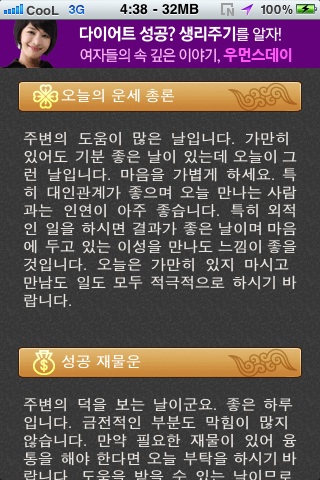 CooL 3G 4:38 - 32MB 100%
다이어트 성공? 생리주기를 알자!
여자들의 속 깊은 이야기, 우먼스데이
오늘의 운세 총론
주변의 도움이 많은 날입니다. 가만히
있어도 기분 좋은 날이 있는데 오늘이 그
런 날입니다. 마음을 가볍게 하세요. 특
히 대인관계가 좋으며 오늘 만나는 사람
과는 인연이 아주 좋습니다. 특히 외적
인 일을 하시면 결과가 좋은 날이며 마음
에 두고 있는 이성을 만나도 느낌이 좋을
것입니다. 오늘은 가만히 있지 마시고
만남도 일도 모두 적극적으로 하시기 바
랍니다.
성공 재물운
주변의 덕을 보는 날이군요. 좋은 하루
입니다. 금전적인 부분도 막힘이 많지
않습니다. 만약 필요한 재물이 있어 융
통을 해야 한다면 오늘 부탁을 하시기 바
랍니다. 도움을 받을 수 있는 날이므로